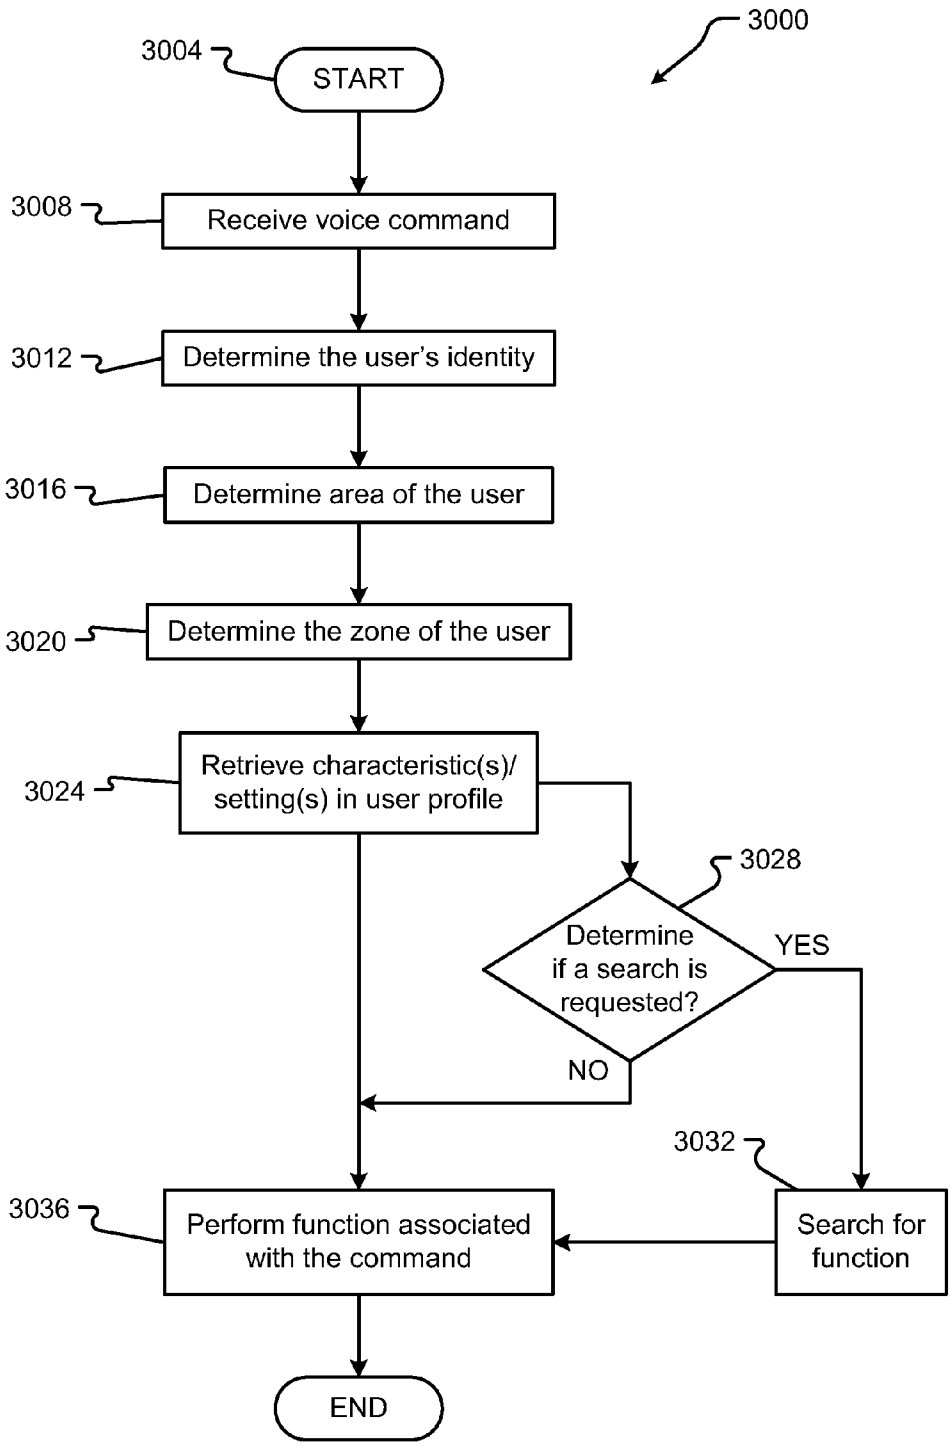 3000
3004
START
3008
Receive voice command
3012
Determine the user's identity
3016
Determine area of the user
3020
Determine the zone of the user
3024
Retrieve characteristic(s)/
setting(s) in user profile
3028
Determine
if a search is
requested?
YES
NO
3032
Search for
function
3036
Perform function associated
with the command
END